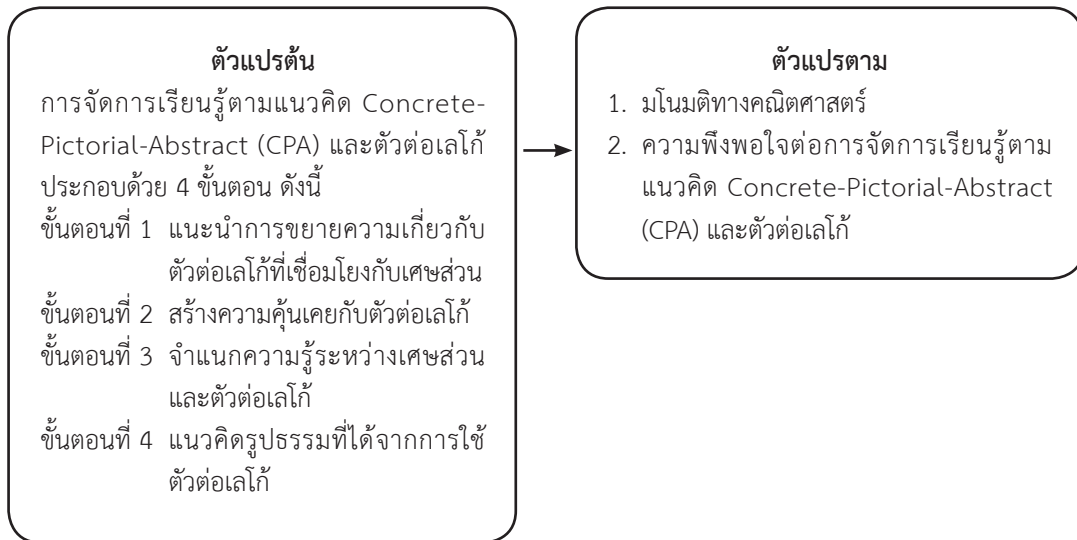 ตัวแปรต้น
การจัดการเรียนรู้ตามแนวคิด Concrete-
Pictorial-Abstract (CPA) และตัวต่อเลโก้
ประกอบด้วย 4 ขั้นตอน ดังนี้
ขั้นตอนที่ 1 แนะนำการขยายความเกี่ยวกับ
ตัวต่อเลโก้ที่เชื่อมโยงกับเศษส่วน
ขั้นตอนที่ 2 สร้างความคุ้นเคยกับตัวต่อเลโก้
ขั้นตอนที่ 3 จำแนกความรู้ระหว่างเศษส่วน
และตัวต่อเลโก้
ขั้นตอนที่ 4 แนวคิดรูปธรรมที่ได้จากการใช้
ตัวต่อเลโก้
ตัวแปรตาม
1. มโนมติทางคณิตศาสตร์
2. ความพึงพอใจต่อการจัดการเรียนรู้ตาม
แนวคิด Concrete-Pictorial-Abstract
(CPA) และตัวต่อเลโก้